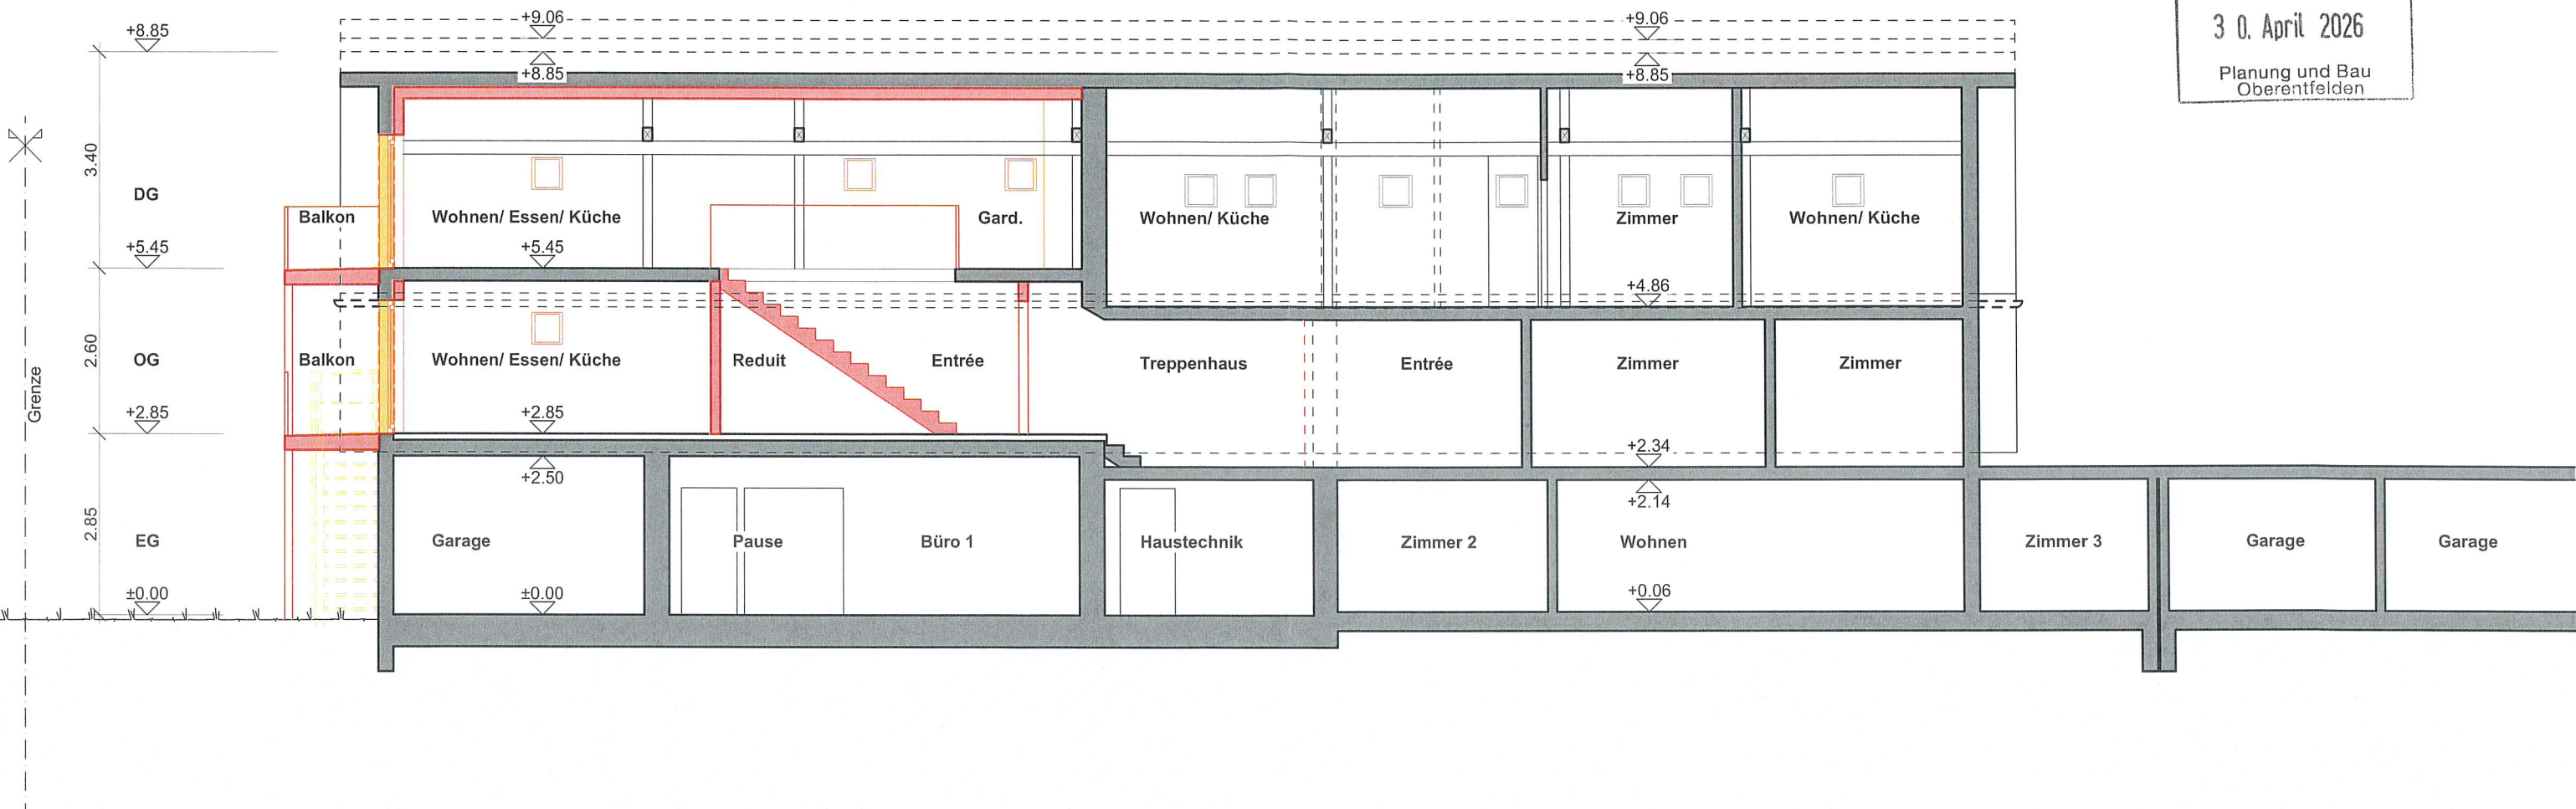 +9.06
+9.06
3 0. April 2026
+8.85
+8.85
+8.85
Planung und Bau
Oberentfelden
3.40
DG
Balkon
Wohnen/ Essen/ Küche
Gard.
Wohnen/ Küche
Zimmer
Wohnen/ Küche
+5.45
+5.45
+4.86
Grenze
2.60
OG
Balkon
Wohnen/ Essen/ Küche
Reduit
Entrée
Treppenhaus
Entrée
Zimmer
Zimmer
+2.85
+2.85
+2.34
+2.50
+2.14
2.85
EG
Garage
Pause
Büro 1
Haustechnik
Zimmer 2
Wohnen
Zimmer 3
Garage
Garage
±0.00
±0.00
+0.06